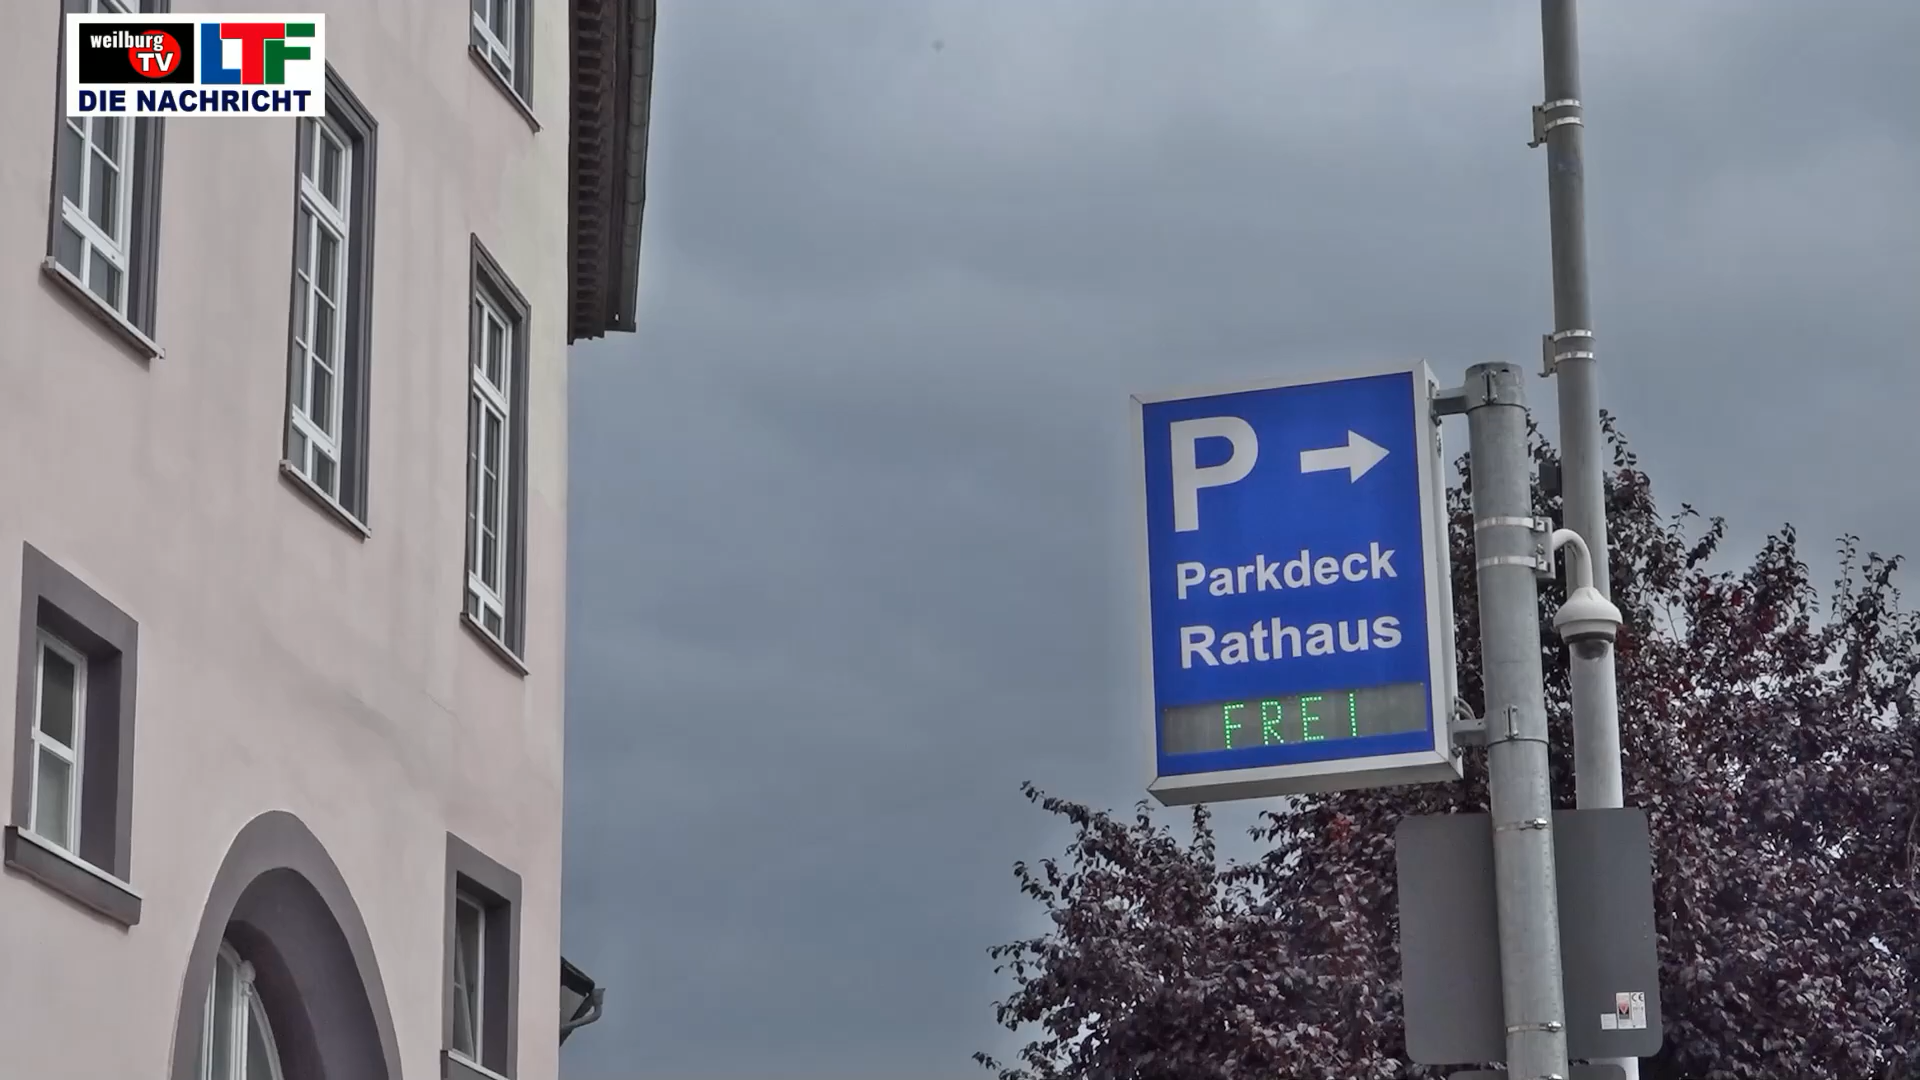 weilburg
TV
LTF
DIE NACHRICHT
P →
Parkdeck
Rathaus
FREI